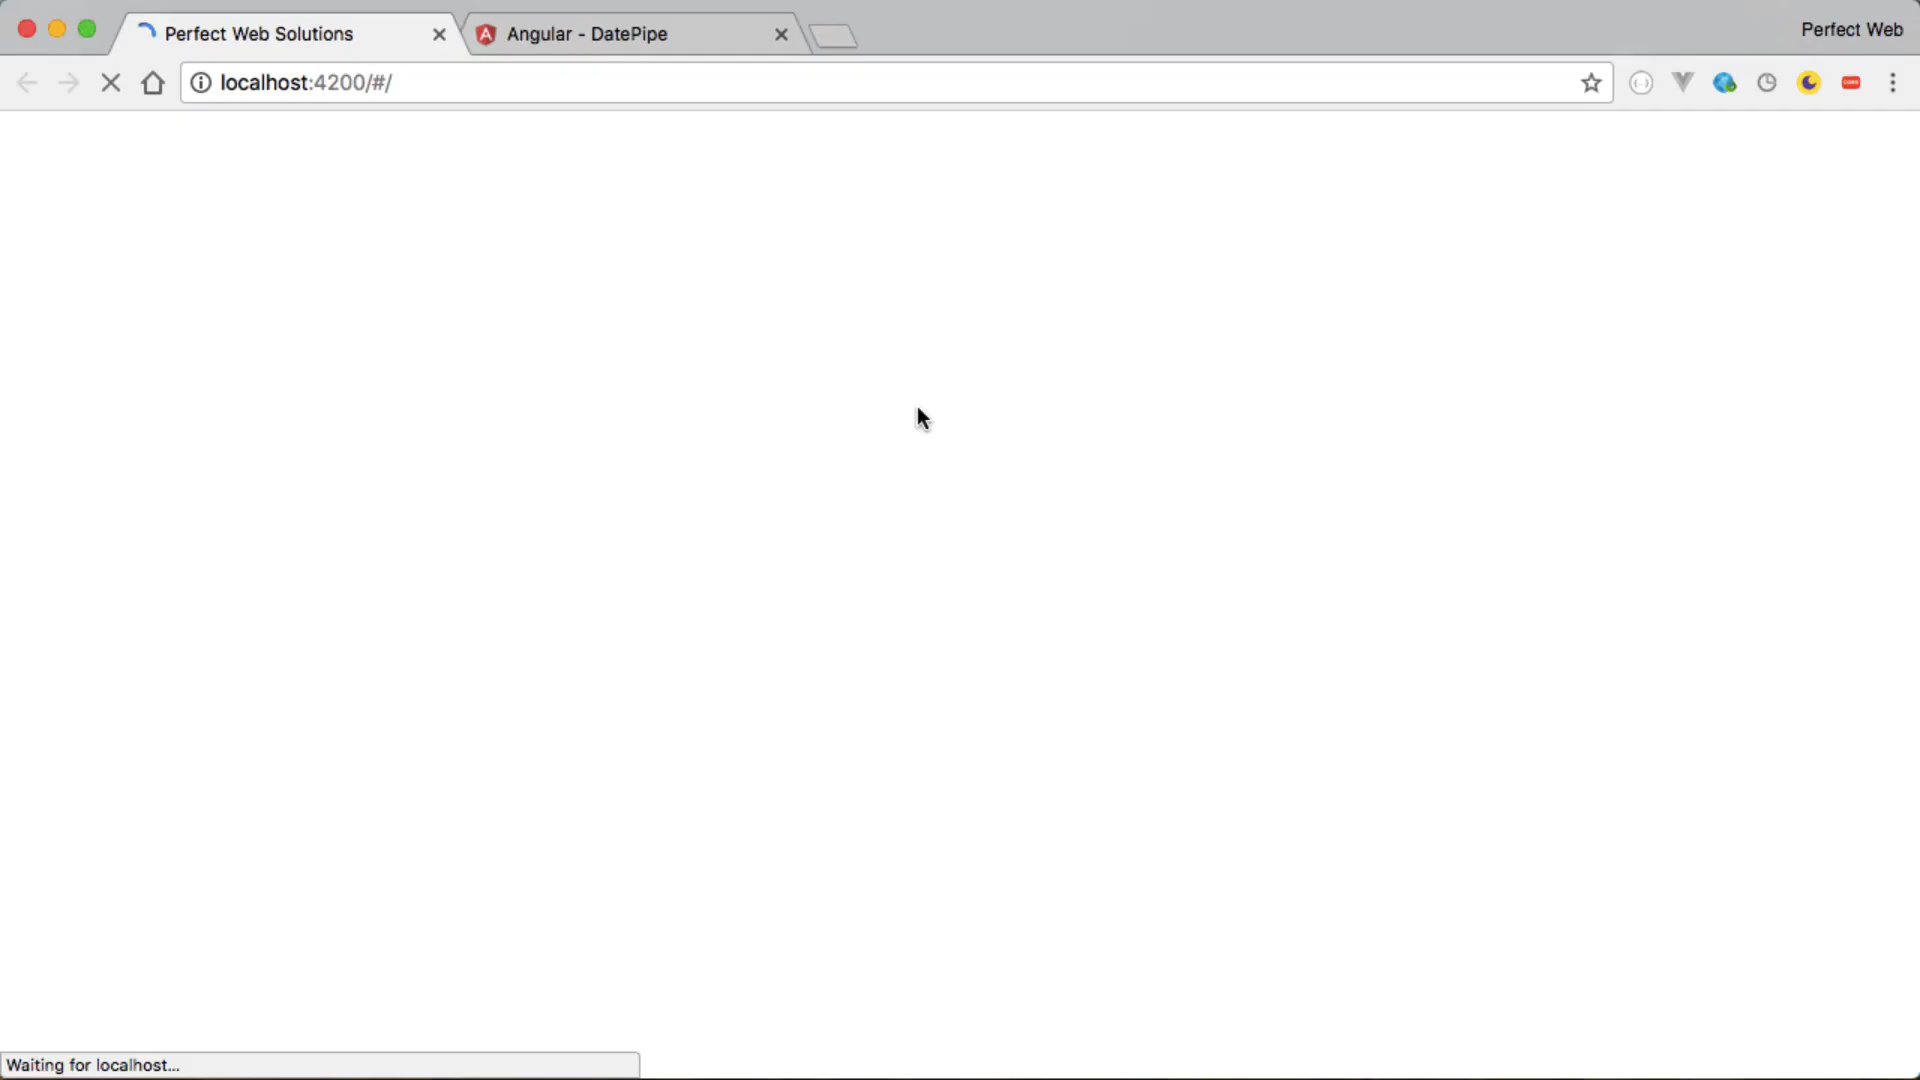 Perfect Web Solutions
Angular - DatePipe
Perfect Web
localhost:4200/#/
Waiting for localhost...